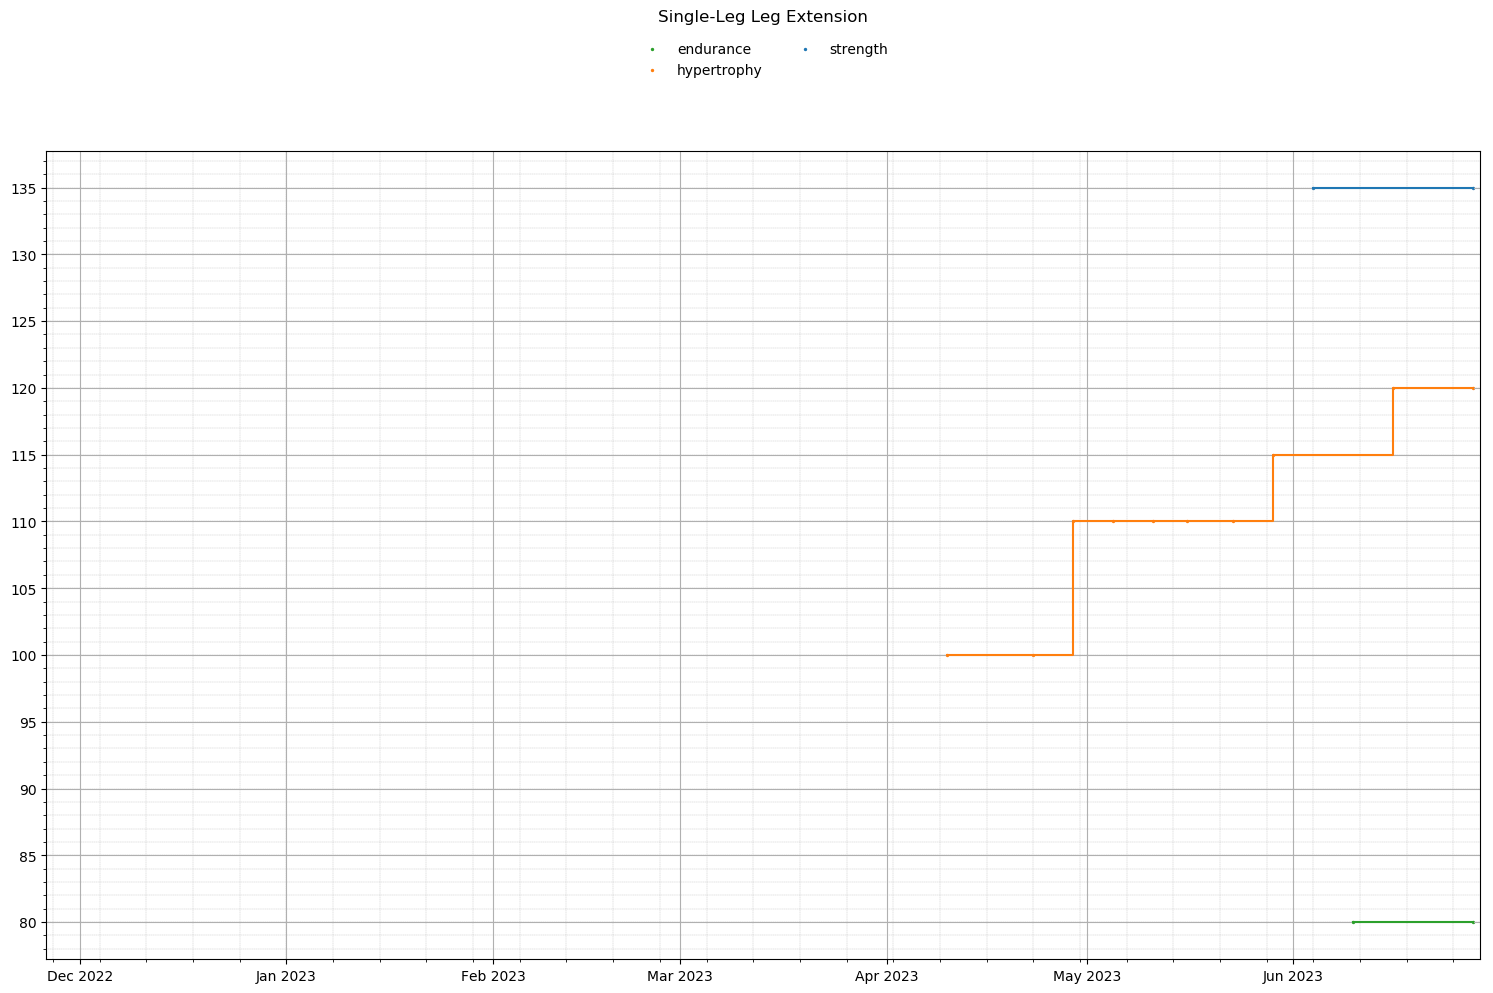 Single-Leg Leg Extension
endurance
hypertrophy
strength
135
130
125
120
115
110
105
100
95
90
85
80
Dec 2022
Jan 2023
Feb 2023
Mar 2023
Apr 2023
May 2023
Jun 2023